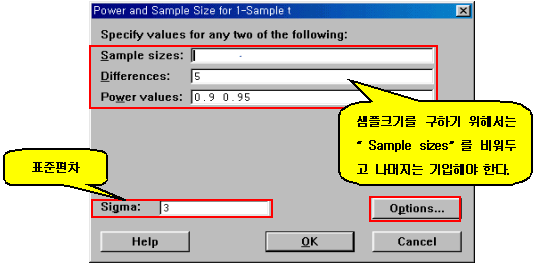 Power and Sample Size for 1-Sample t
Specify values for any two of the following:
Sample sizes:
Differences: 5
Power values: 0.9 0.95
샘플크기를 구하기 위해서는
“ Sample sizes” 를 비워두
고 나머지는 기입해야 한다.
표준편차
Sigma: 3
Options...
Help OK Cancel